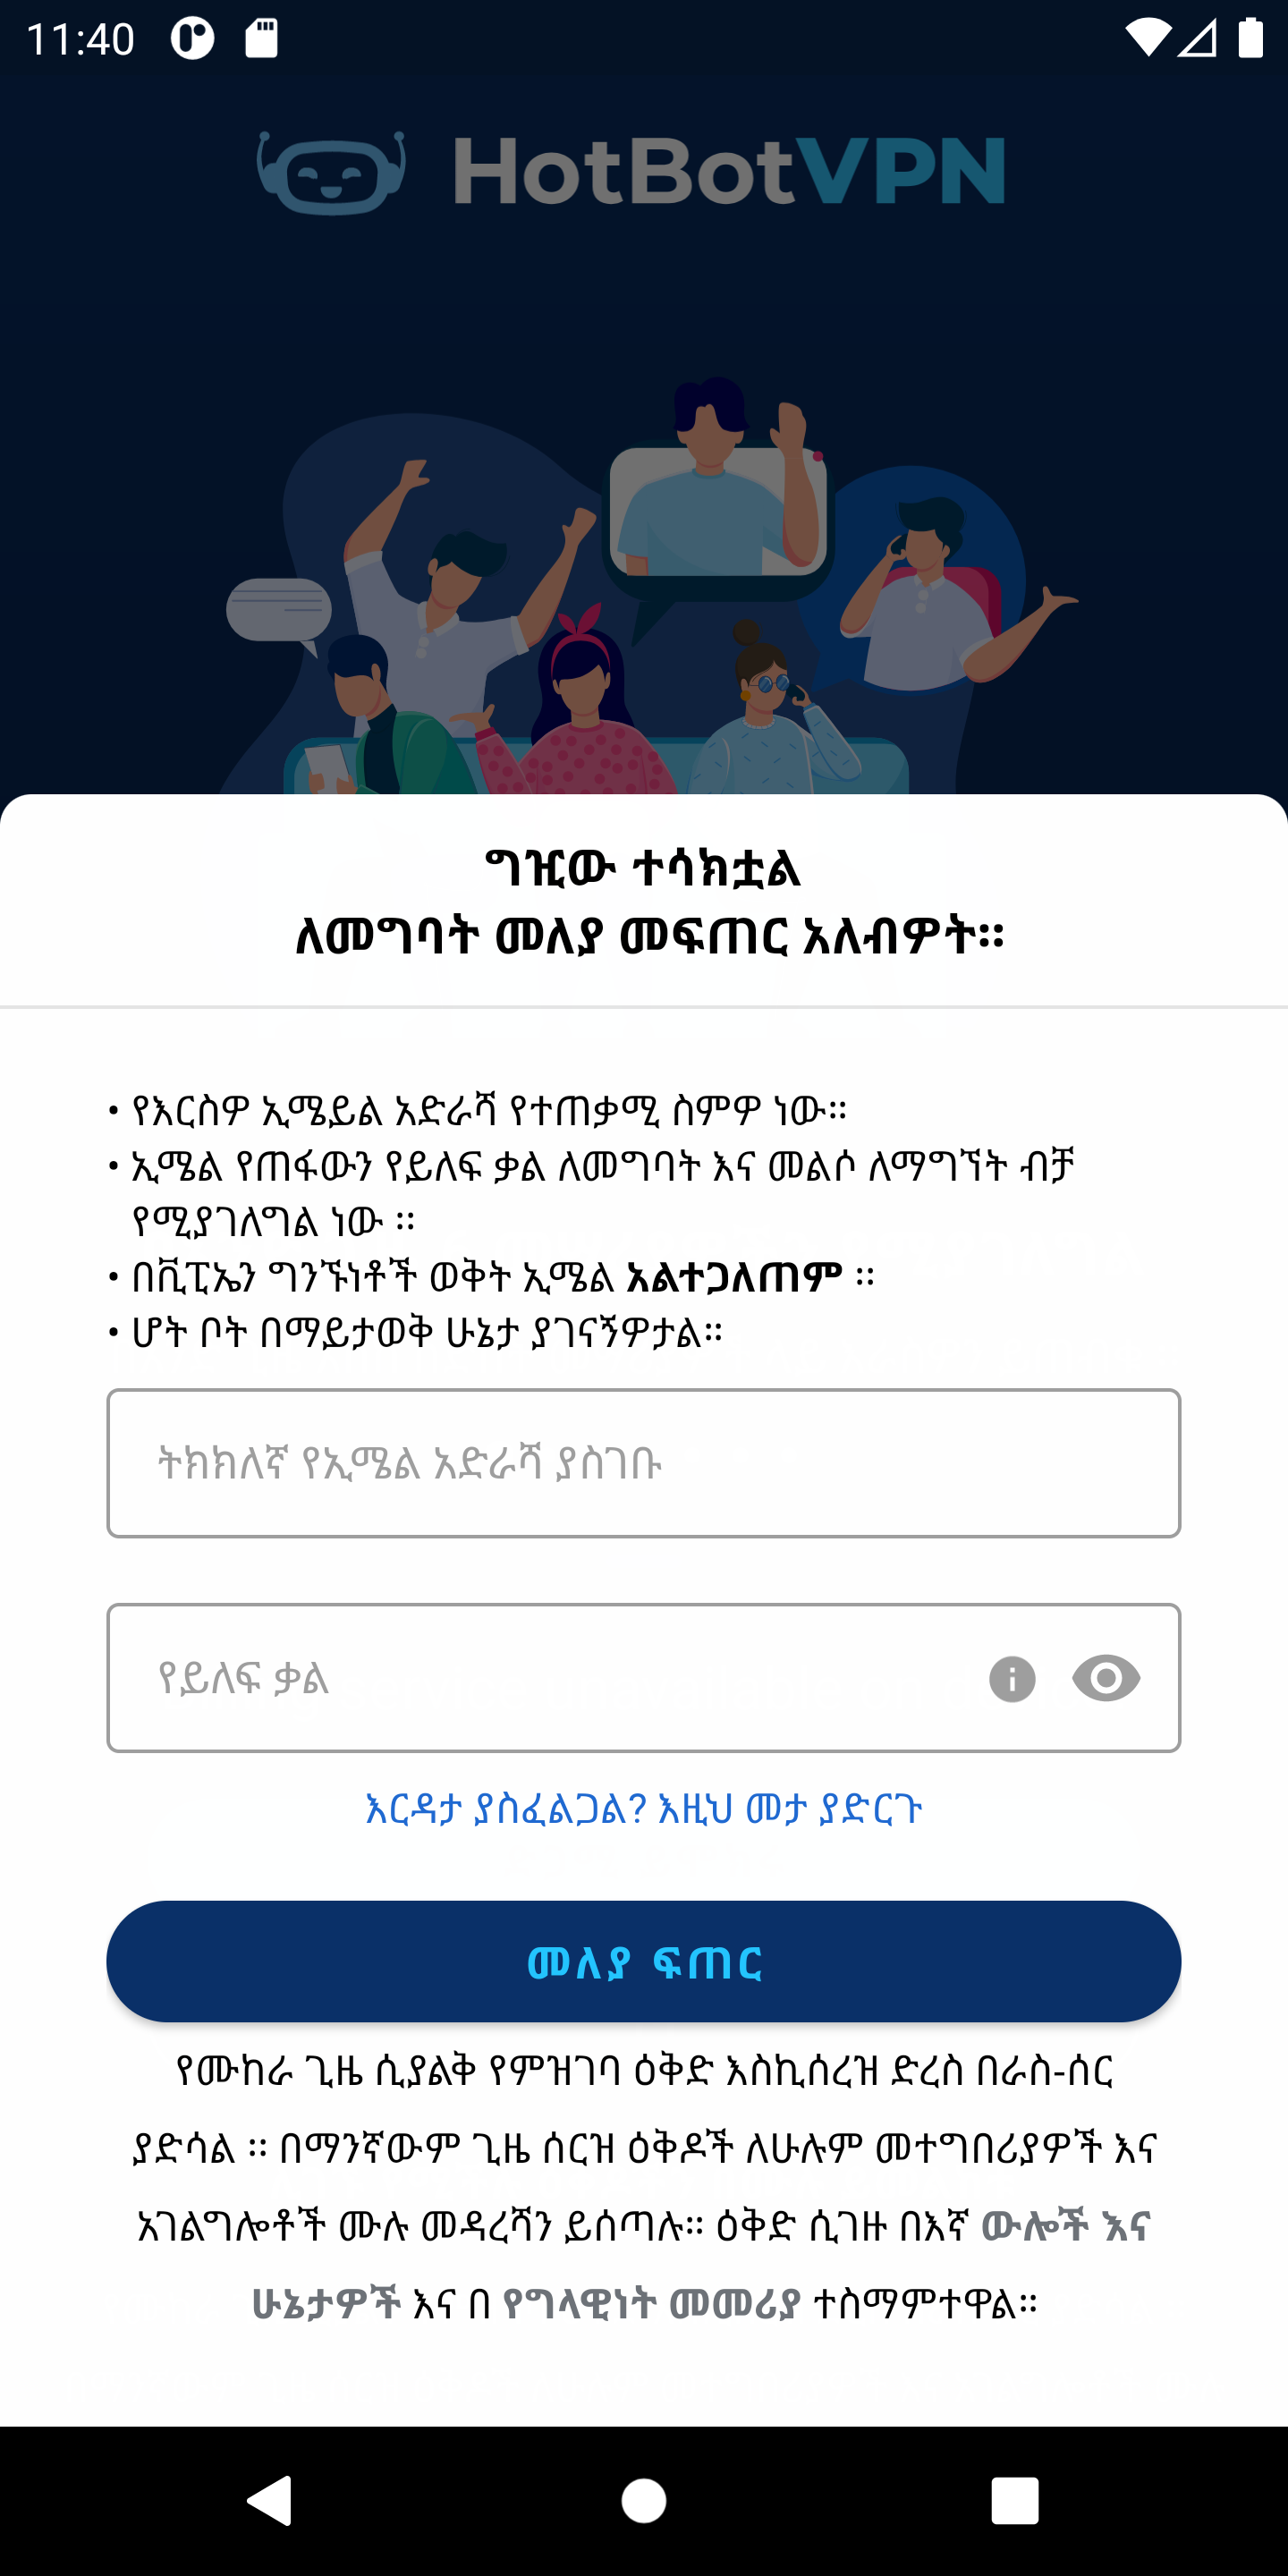 11:40
HotBotVPN
ግዢው ተሳክቷል
ለመግባት መለያ መፍጠር አለብዎት።
• የእርስዎ ኢሜይል አድራሻ የተጠቃሚ ስምዎ ነው።
• ኢሜል የጠፋውን የይለፍ ቃል ለመግባት እና መልሶ ለማግኘት ብቻ
የሚያገለግል ነው ።
• በቪፒኤን ግንኙነቶች ወቅት ኢሜል አልተጋለጠም ።
• ሆት ቦት በማይታወቅ ሁኔታ ያገናኝዎታል።
ትክክለኛ የኢሜል አድራሻ ያስገቡ
የይለፍ ቃል
እርዳታ ያስፈልጋል? እዚህ መታ ያድርጉ
መለያ ፍጠር
የሙከራ ጊዜ ሲያልቅ የምዝገባ ዕቅድ እስኪሰረዝ ድረስ በራስ-ሰር
ያድሳል ። በማንኛውም ጊዜ ሰርዝ ዕቅዶች ለሁሉም መተግበሪያዎች እና
አገልግሎቶች ሙሉ መዳረሻን ይሰጣሉ። ዕቅድ ሲገዙ በእኛ ውሎች እና
ሁኔታዎች እና በ የግላዊነት መመሪያ ተስማምተዋል።